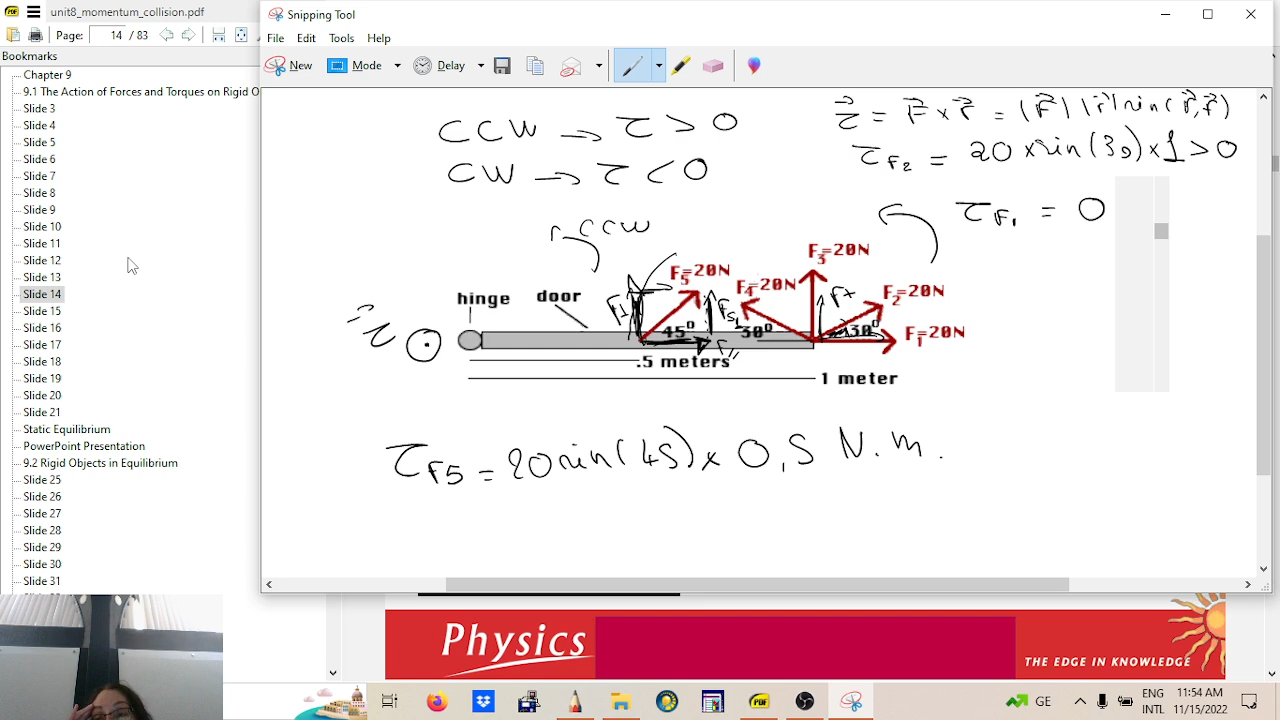 unit8_momentum_collision.pdf
Page: 14 / 83
Bookmarks
Chapter 9
9.1 The Action of Forces and Torques on Rigid O
Slide 3
Slide 4
Slide 5
Slide 6
Slide 7
Slide 8
Slide 9
Slide 10
Slide 11
Slide 12
Slide 13
Slide 14
Slide 15
Slide 16
Slide 17
Slide 18
Slide 19
Slide 20
Slide 21
Static Equilibrium
PowerPoint Presentation
9.2 Rigid Objects in Equilibrium
Slide 25
Slide 26
Slide 27
Slide 28
Slide 29
Slide 30
Slide 31
Snipping Tool
File Edit Tools Help
New Mode Delay
CCW → τ > 0
CW → τ < 0
τ⃗ = F⃗ × r⃗ = |F⃗| |r⃗| sin(r⃗,F⃗)
τF2 = 20 × sin(30) × 1 > 0
τF1 = 0
CCW
F3=20N
F5=20N
F4=20N
F2=20N
F1=20N
hinge door
45° 30° 30°
.5 meters
1 meter
τF5 = 20 sin(45) × 0,5 N.m.
Physics
THE EDGE IN KNOWLEDGE
PDF
GE
ENG
INTL
11:54 AM
11/15/2022